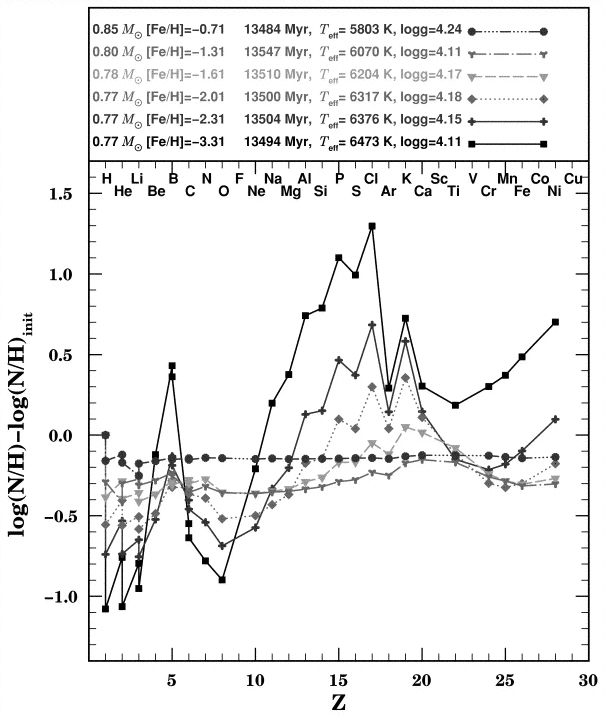 0.85 M⊙ [Fe/H]=−0.71 13484 Myr, Teff= 5803 K, logg=4.24
0.80 M⊙ [Fe/H]=−1.31 13547 Myr, Teff= 6070 K, logg=4.11
0.78 M⊙ [Fe/H]=−1.61 13510 Myr, Teff= 6204 K, logg=4.17
0.77 M⊙ [Fe/H]=−2.01 13500 Myr, Teff= 6317 K, logg=4.18
0.77 M⊙ [Fe/H]=−2.31 13504 Myr, Teff= 6376 K, logg=4.15
0.77 M⊙ [Fe/H]=−3.31 13494 Myr, Teff= 6473 K, logg=4.11
H Li B N F Na Al P Cl K Sc V Mn Co Cu
He Be C O Ne Mg Si S Ar Ca Ti Cr Fe Ni
1.5
1.0
0.5
0.0
−0.5
−1.0
log(N/H)−log(N/H)init
5 10 15 20 25 30
Z